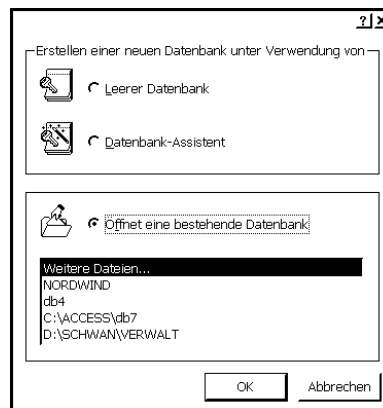 Erstellen einer neuen Datenbank unter Verwendung von
Leerer Datenbank
Datenbank-Assistent
Öffnet eine bestehende Datenbank
Weitere Dateien...
NORDWIND
db4
C:\ACCESS\db7
D:\SCHWAN\VERWALT
OK
Abbrechen